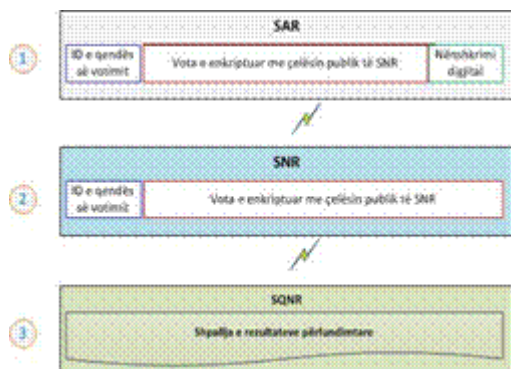 SAR
1
ID e qendës
së votimit
Vota e enkriptuar me çelësin publik të SNR
Nënshkrimi
digjital
SNR
2
ID e qendës
së votimit
Vota e enkriptuar me çelësin publik të SNR
SQNR
3
Shpallja e rezultateve përfundimtare